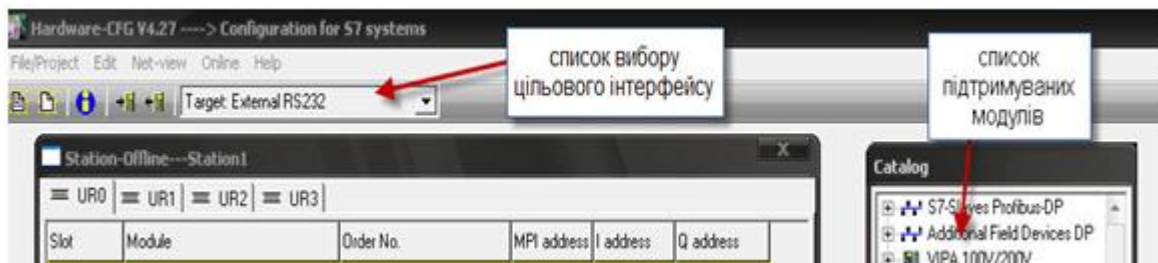 Hardware-CFG V4.27 ----> Configuration for S7 systems
File/Project Edit Net-view Online Help
Target: External RS232
список вибору
цільового інтерфейсу
список
підтримуваних
модулів
Station-Offline---Station1
X
Catalog
UR0 UR1 UR2 UR3
S7-Slaves Profibus-DP
Additional Field Devices DP
VIPA 100V/200V
Slot Module Order No. MPI address I address Q address